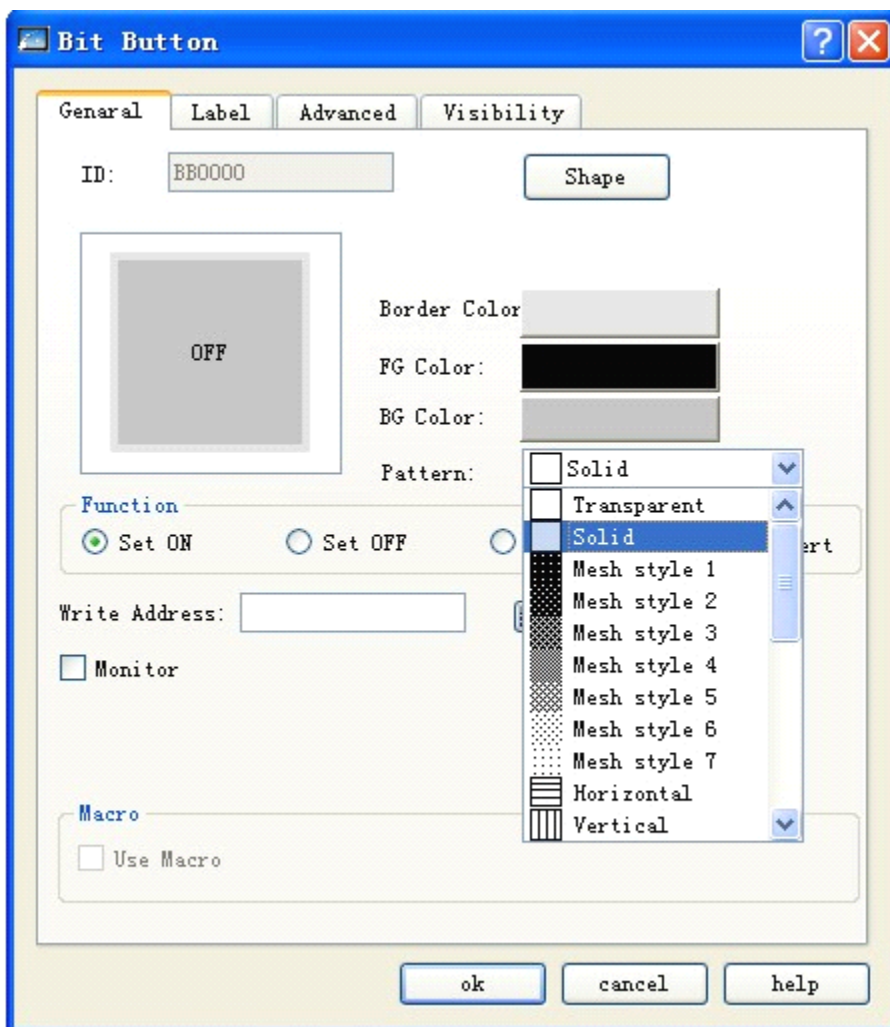 Bit Button
Genaral Label Advanced Visibility
ID: BB0000 Shape
OFF
Border Color
FG Color:
BG Color:
Pattern: Solid
Function
Set ON Set OFF
Transparent
Solid
Mesh style 1
Mesh style 2
Mesh style 3
Mesh style 4
Mesh style 5
Mesh style 6
Mesh style 7
Horizontal
Vertical
ert
Write Address:
Monitor
Macro
Use Macro
ok cancel help